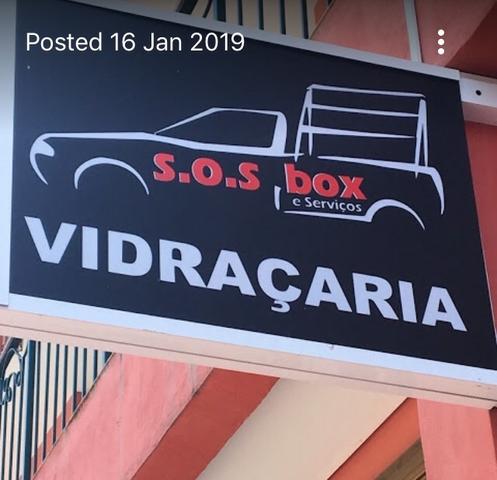 Posted 16 Jan 2019
s.o.s box
e Serviços
VIDRAÇARIA